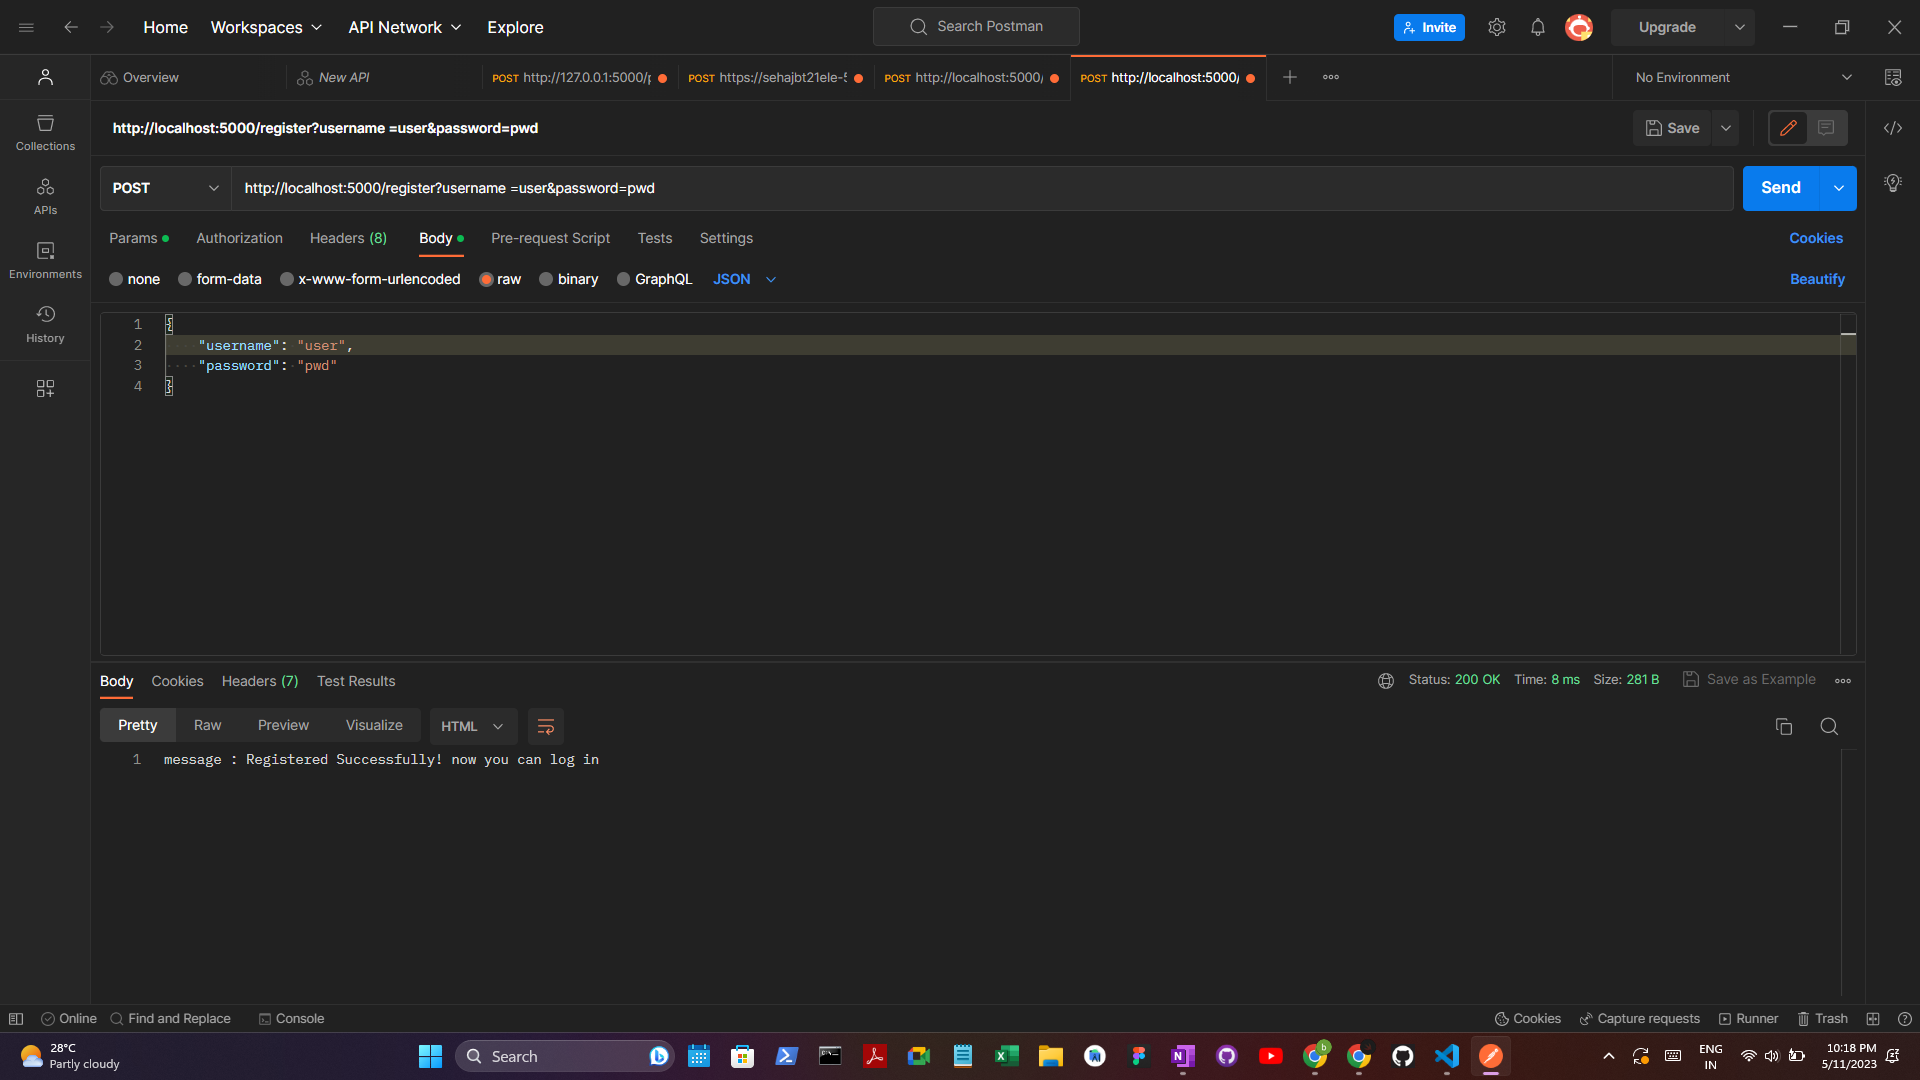 Home Workspaces API Network Explore Search Postman Invite Upgrade
Overview New API POST http://127.0.0.1:5000/p POST https://sehajbt21ele-5 POST http://localhost:5000/ POST http://localhost:5000/ No Environment
http://localhost:5000/register?username =user&password=pwd Save
Collections
APIs
Environments
History
POST http://localhost:5000/register?username =user&password=pwd Send
Params Authorization Headers (8) Body Pre-request Script Tests Settings Cookies
none form-data x-www-form-urlencoded raw binary GraphQL JSON Beautify
1 {
2 "username": "user",
3 "password": "pwd"
4 }
Body Cookies Headers (7) Test Results Status: 200 OK Time: 8 ms Size: 281 B Save as Example
Pretty Raw Preview Visualize HTML
1 message : Registered Successfully! now you can log in
Online Find and Replace Console Cookies Capture requests Runner Trash
28°C
Partly cloudy
Search
ENG
IN
10:18 PM
5/11/2023